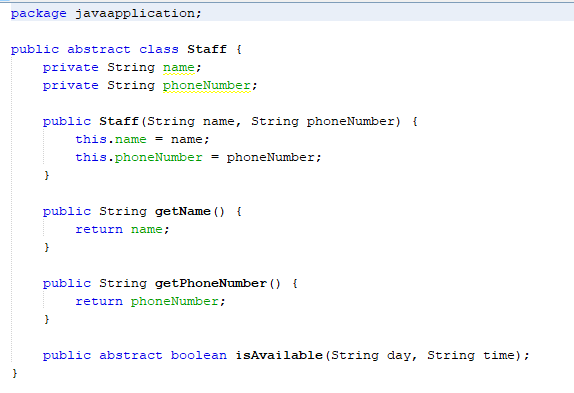 package javaapplication;
public abstract class Staff {
private String name;
private String phoneNumber;
public Staff(String name, String phoneNumber) {
this.name = name;
this.phoneNumber = phoneNumber;
}
public String getName() {
return name;
}
public String getPhoneNumber() {
return phoneNumber;
}
public abstract boolean isAvailable(String day, String time);
}